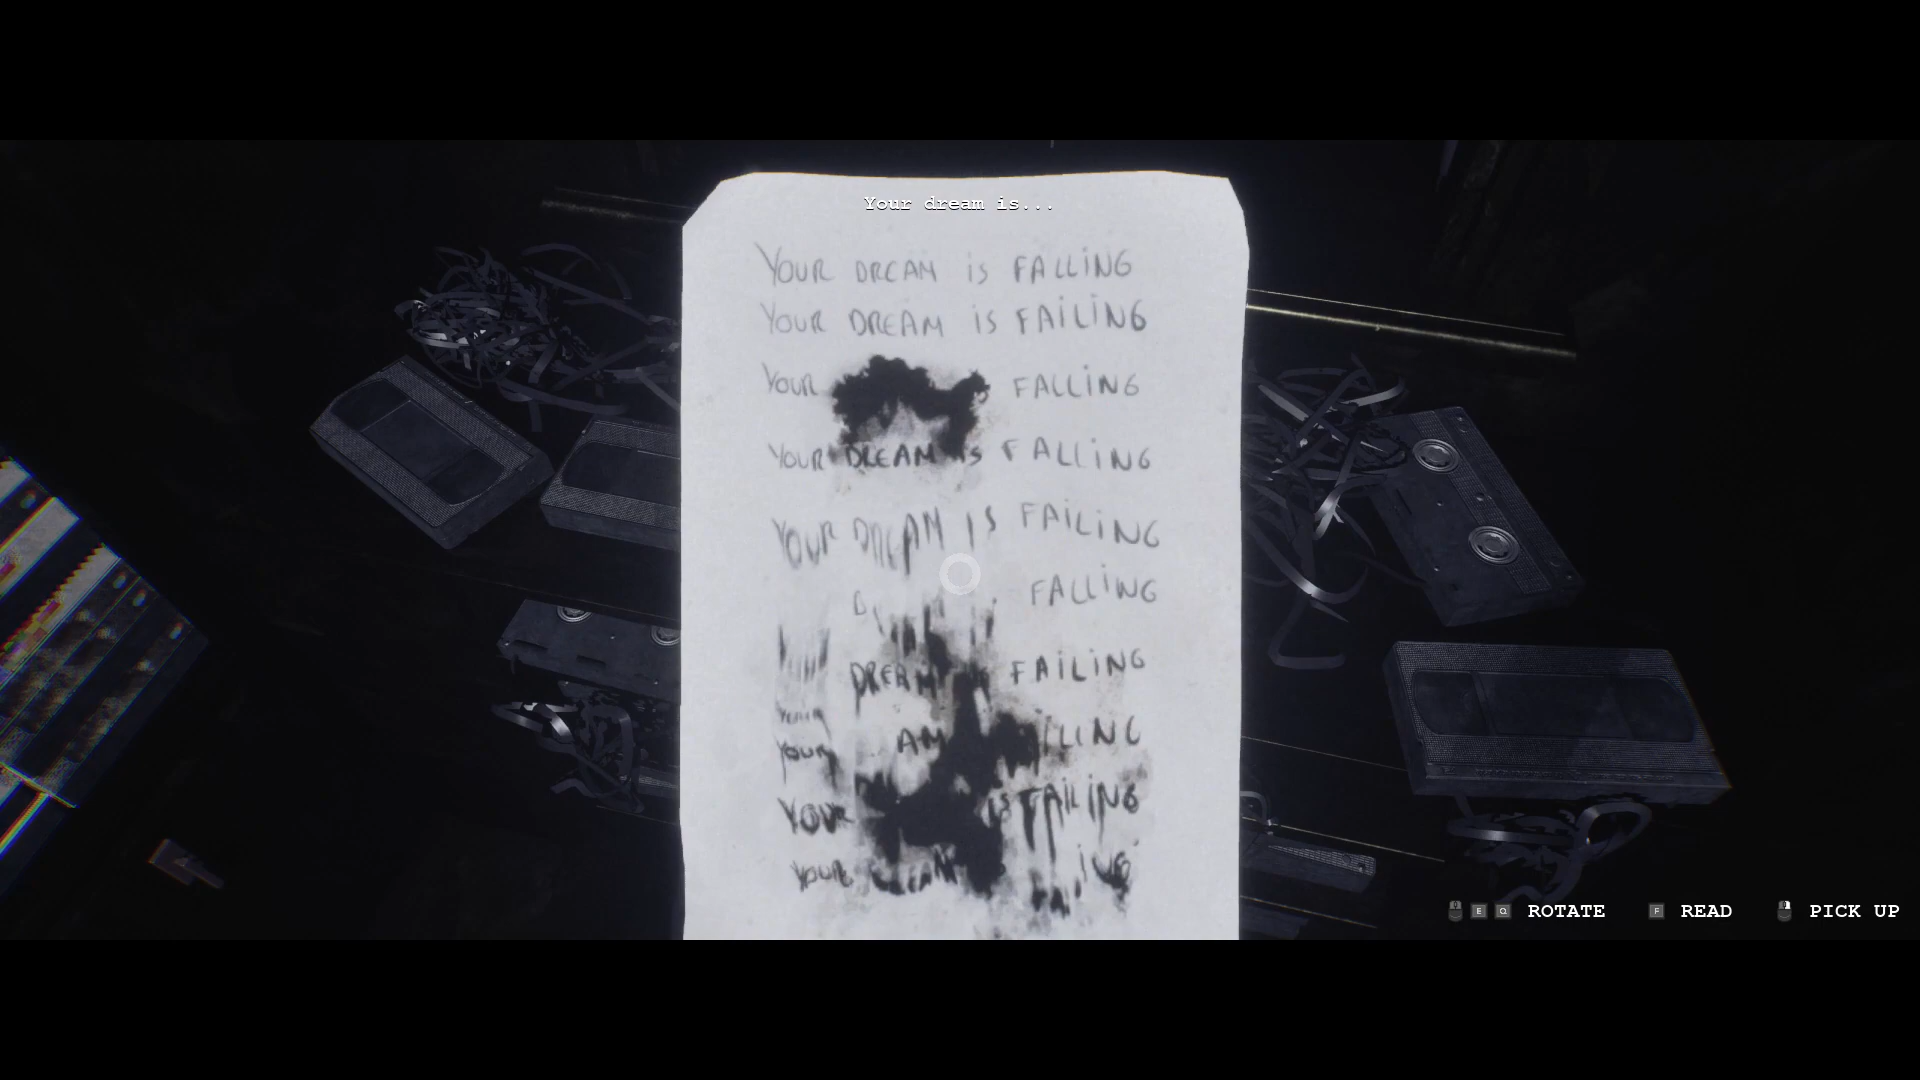 Your dream is...
YOUR DREAM is FALLING
YOUR DREAM iS FAiLiNG
YOUR FALLiNG
YOUR DREAM iS FALLiNG
YOUR DREAM IS FAiLiNG
FALLiNG
DREAM FAiLiNG
YOUR
YOUR
YOUR iS FAiLiNG
YOUR
E Q ROTATE F READ PICK UP